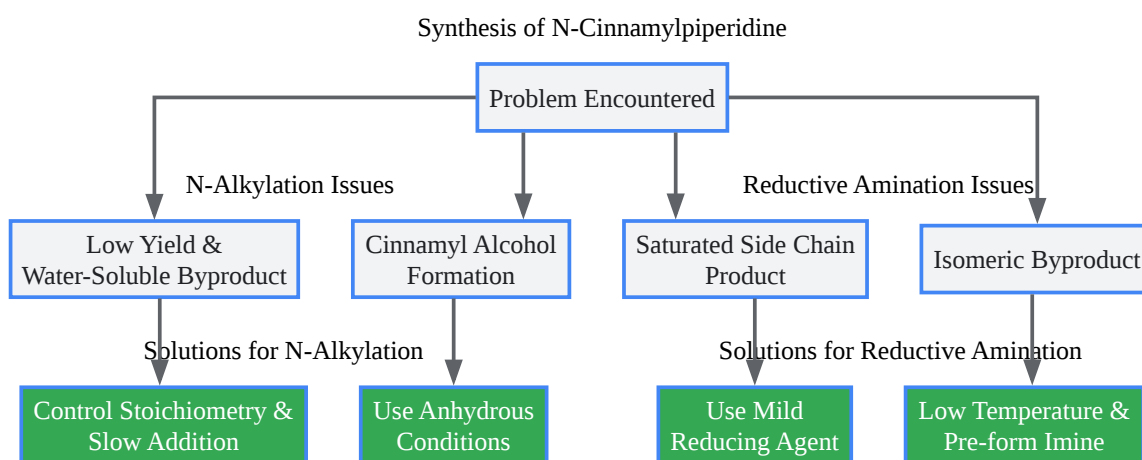 Synthesis of N-Cinnamylpiperidine
Problem Encountered
N-Alkylation Issues
Reductive Amination Issues
Low Yield &
Water-Soluble Byproduct
Cinnamyl Alcohol
Formation
Saturated Side Chain
Product
Isomeric Byproduct
Solutions for N-Alkylation
Solutions for Reductive Amination
Control Stoichiometry &
Slow Addition
Use Anhydrous
Conditions
Use Mild
Reducing Agent
Low Temperature &
Pre-form Imine